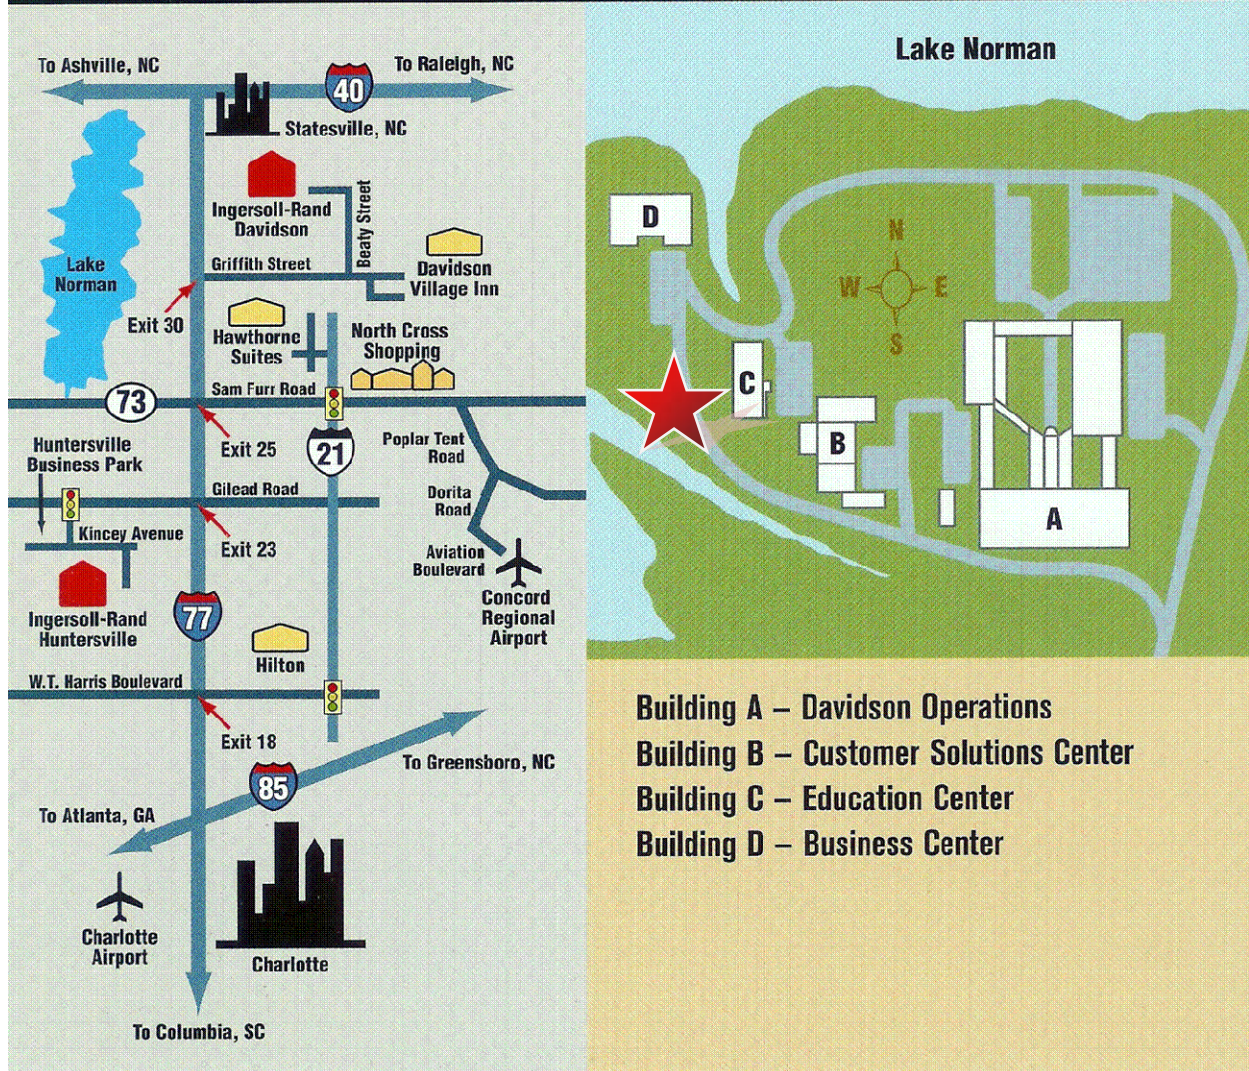 To Ashville, NC
To Raleigh, NC
40
Statesville, NC
Ingersoll-Rand
Davidson
Beaty Street
Griffith Street
Davidson
Village Inn
Lake
Norman
Exit 30
Hawthorne
Suites
North Cross
Shopping
Sam Furr Road
73
Exit 25
21
Poplar Tent
Road
Huntersville
Business Park
Gilead Road
Dorita
Road
Kincey Avenue
Exit 23
Aviation
Boulevard
Concord
Regional
Airport
Ingersoll-Rand
Huntersville
77
Hilton
W.T. Harris Boulevard
Exit 18
To Greensboro, NC
85
To Atlanta, GA
Charlotte
Airport
Charlotte
To Columbia, SC
Lake Norman
D
N
W
E
S
C
B
A
Building A – Davidson Operations
Building B – Customer Solutions Center
Building C – Education Center
Building D – Business Center